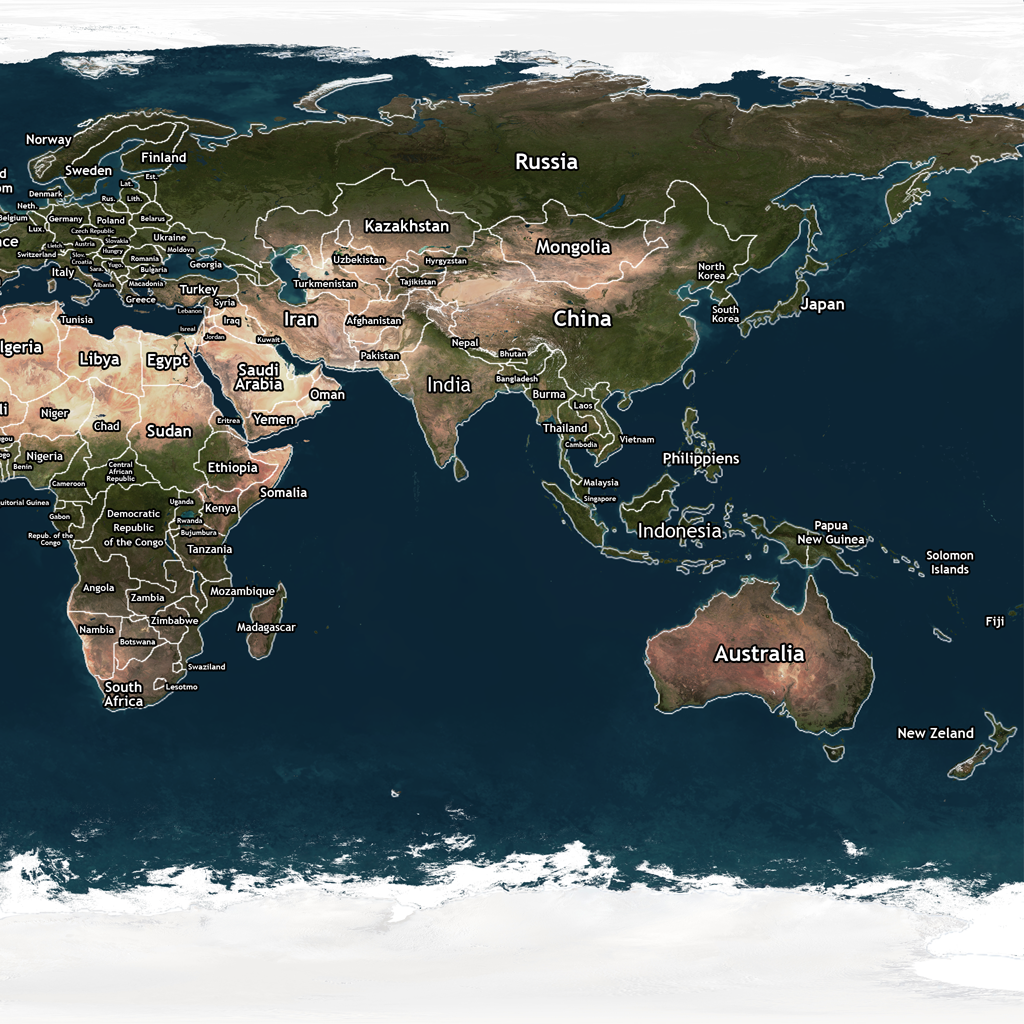 Norway
Sweden
Finland
Russia
d
om
Denmark
Est.
Lat.
Rus.
Lith.
Neth.
Belgium
Germany
Poland
Belarus
Lux.
Czech Republic
Ukraine
Kazakhstan
Mongolia
nce
Lietch.
Austria
Slovakia
Hungry
Moldova
Switzerland
Slov.
Croatia
Romania
Yugo.
Sara.
Bulgaria
Georgia
Uzbekistan
Hyrgyzstan
North
Korea
Italy
Albania
Macadonia
Turkmenistan
Tajikistan
Greece
Turkey
Syria
Lebanon
Japan
Tunisia
Iraq
Iran
Afghanistan
China
South
Korea
Isreal
Jordan
Kuwait
Nepal
lgeria
Libya
Egypt
Pakistan
Bhutan
Saudi
Arabia
Bangladesh
India
Oman
Burma
Laos
li
Niger
Chad
Sudan
Eritrea
Yemen
Thailand
Vietnam
Cambodia
gou
ogo
Benin
Nigeria
Central
African
Republic
Ethiopia
Philippiens
Cameroon
Somalia
Malaysia
Singapore
uitorial Guinea
Gabon
Uganda
Kenya
Democratic
Republic
of the Congo
Rwanda
Bujumbura
Repub. of the
Congo
Tanzania
Indonesia
Papua
New Guinea
Solomon
Islands
Angola
Zambia
Mozambique
Zimbabwe
Madagascar
Fiji
Nambia
Botswana
Australia
Swaziland
South
Africa
Lesotmo
New Zeland